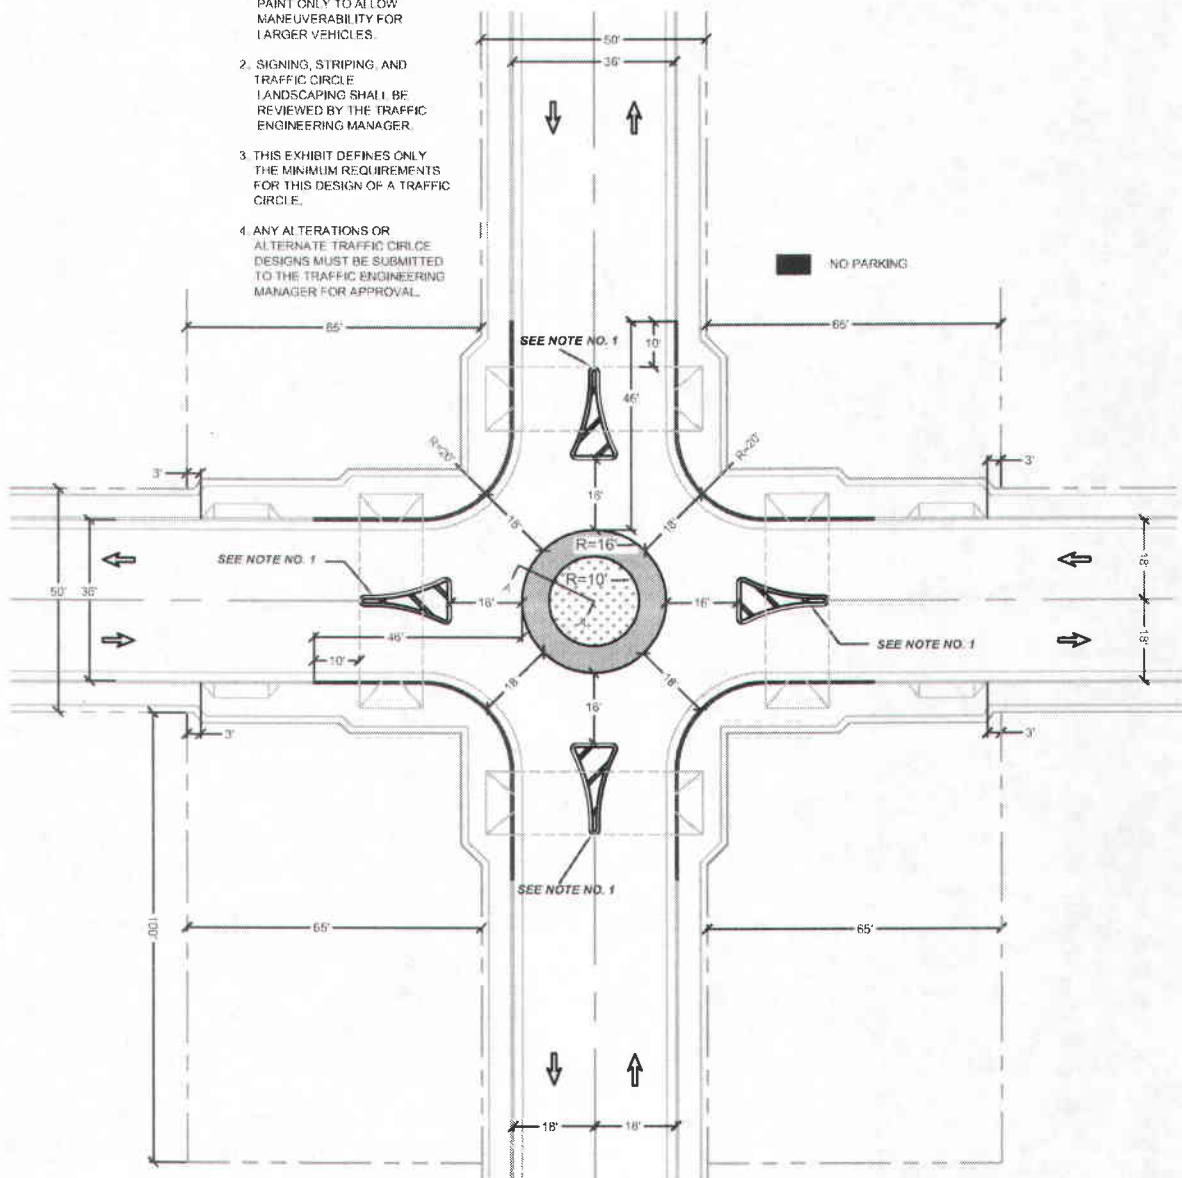 PAINT ONLY TO ALLOW
MANEUVERABILITY FOR
LARGER VEHICLES.
2. SIGNING, STRIPING, AND
TRAFFIC CIRCLE
LANDSCAPING SHALL BE
REVIEWED BY THE TRAFFIC
ENGINEERING MANAGER.
3. THIS EXHIBIT DEFINES ONLY
THE MINIMUM REQUIREMENTS
FOR THIS DESIGN OF A TRAFFIC
CIRCLE.
4. ANY ALTERATIONS OR
ALTERNATE TRAFFIC CIRLCE
DESIGNS MUST BE SUBMITTED
TO THE TRAFFIC ENGINEERING
MANAGER FOR APPROVAL.
50'
36'
NO PARKING
65'
65'
SEE NOTE NO. 1
10'
46'
R=20'
R=20'
3'
3'
16'
18'
18'
R=16'
SEE NOTE NO. 1
R=10'
50'
36'
16'
16'
18'
46'
SEE NOTE NO. 1
18'
10'
18'
18'
16'
3'
3'
SEE NOTE NO. 1
100'
65'
65'
18'
18'